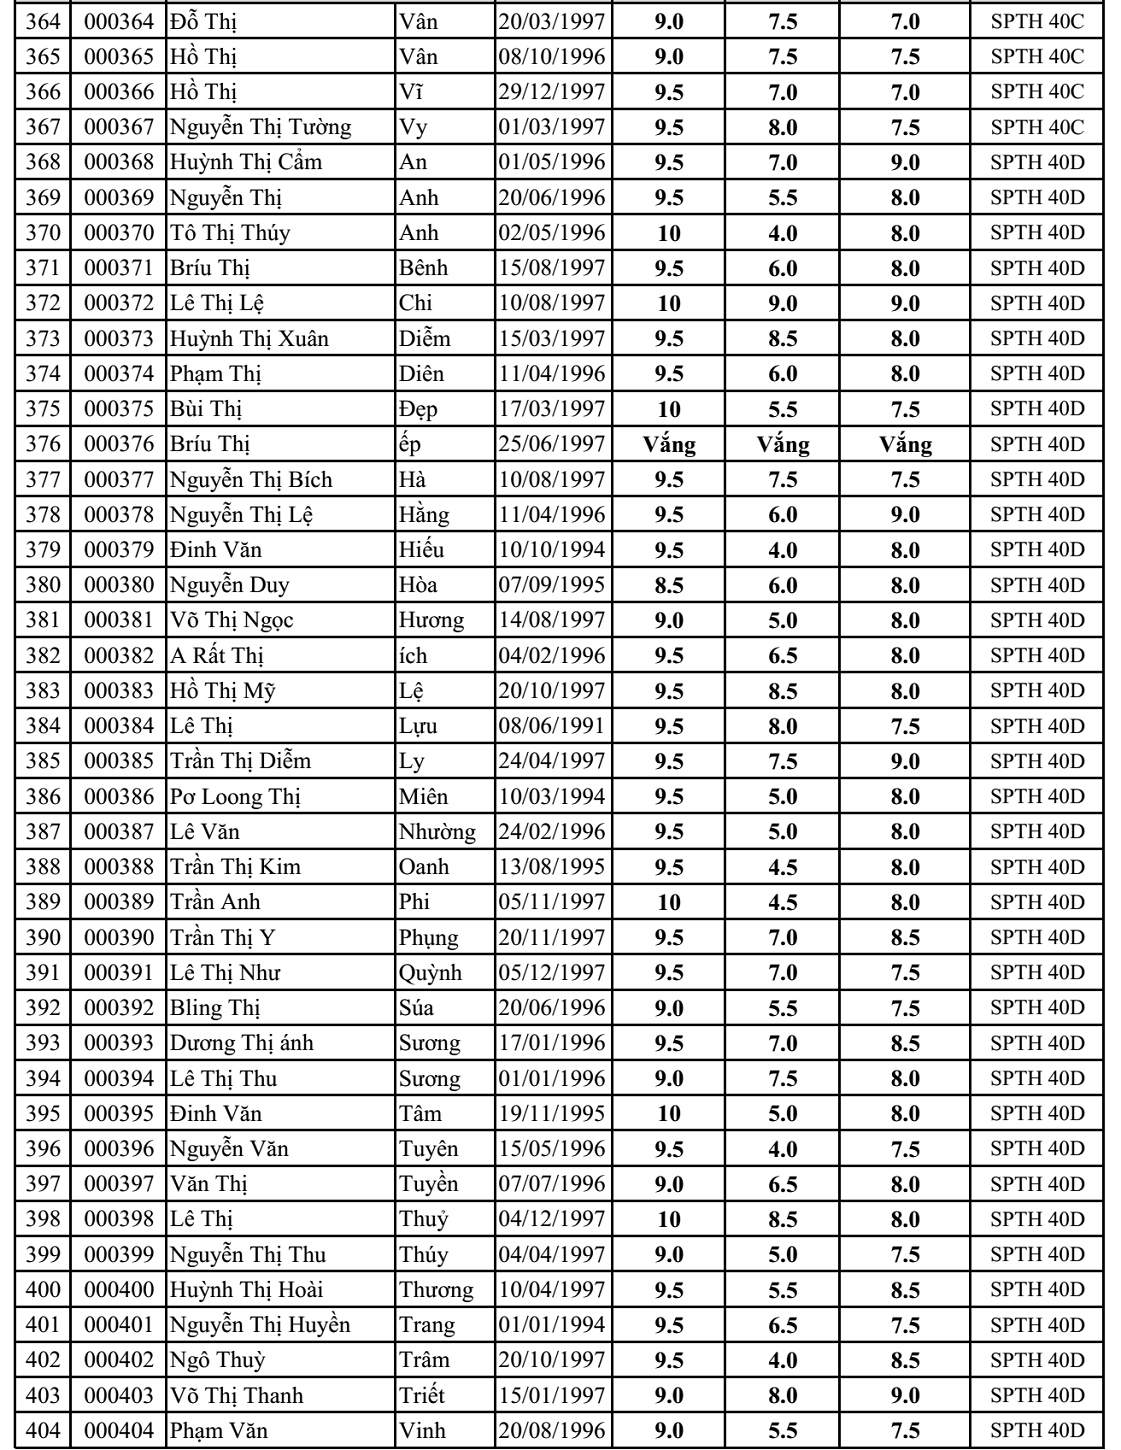 364 000364 Đỗ Thị Vân 20/03/1997 9.0 7.5 7.0 SPTH 40C
365 000365 Hồ Thị Vân 08/10/1996 9.0 7.5 7.5 SPTH 40C
366 000366 Hồ Thị Vĩ 29/12/1997 9.5 7.0 7.0 SPTH 40C
367 000367 Nguyễn Thị Tường Vy 01/03/1997 9.5 8.0 7.5 SPTH 40C
368 000368 Huỳnh Thị Cẩm An 01/05/1996 9.5 7.0 9.0 SPTH 40D
369 000369 Nguyễn Thị Anh 20/06/1996 9.5 5.5 8.0 SPTH 40D
370 000370 Tô Thị Thúy Anh 02/05/1996 10 4.0 8.0 SPTH 40D
371 000371 Bríu Thị Bênh 15/08/1997 9.5 6.0 8.0 SPTH 40D
372 000372 Lê Thị Lệ Chi 10/08/1997 10 9.0 9.0 SPTH 40D
373 000373 Huỳnh Thị Xuân Diễm 15/03/1997 9.5 8.5 8.0 SPTH 40D
374 000374 Phạm Thị Diên 11/04/1996 9.5 6.0 8.0 SPTH 40D
375 000375 Bùi Thị Đẹp 17/03/1997 10 5.5 7.5 SPTH 40D
376 000376 Bríu Thị ếp 25/06/1997 Vắng Vắng Vắng SPTH 40D
377 000377 Nguyễn Thị Bích Hà 10/08/1997 9.5 7.5 7.5 SPTH 40D
378 000378 Nguyễn Thị Lệ Hằng 11/04/1996 9.5 6.0 9.0 SPTH 40D
379 000379 Đinh Văn Hiếu 10/10/1994 9.5 4.0 8.0 SPTH 40D
380 000380 Nguyễn Duy Hòa 07/09/1995 8.5 6.0 8.0 SPTH 40D
381 000381 Võ Thị Ngọc Hương 14/08/1997 9.0 5.0 8.0 SPTH 40D
382 000382 A Rất Thị ích 04/02/1996 9.5 6.5 8.0 SPTH 40D
383 000383 Hồ Thị Mỹ Lệ 20/10/1997 9.5 8.5 8.0 SPTH 40D
384 000384 Lê Thị Lựu 08/06/1991 9.5 8.0 7.5 SPTH 40D
385 000385 Trần Thị Diễm Ly 24/04/1997 9.5 7.5 9.0 SPTH 40D
386 000386 Pơ Loong Thị Miên 10/03/1994 9.5 5.0 8.0 SPTH 40D
387 000387 Lê Văn Nhường 24/02/1996 9.5 5.0 8.0 SPTH 40D
388 000388 Trần Thị Kim Oanh 13/08/1995 9.5 4.5 8.0 SPTH 40D
389 000389 Trần Anh Phi 05/11/1997 10 4.5 8.0 SPTH 40D
390 000390 Trần Thị Y Phụng 20/11/1997 9.5 7.0 8.5 SPTH 40D
391 000391 Lê Thị Như Quỳnh 05/12/1997 9.5 7.0 7.5 SPTH 40D
392 000392 Bling Thị Súa 20/06/1996 9.0 5.5 7.5 SPTH 40D
393 000393 Dương Thị ánh Sương 17/01/1996 9.5 7.0 8.5 SPTH 40D
394 000394 Lê Thị Thu Sương 01/01/1996 9.0 7.5 8.0 SPTH 40D
395 000395 Đinh Văn Tâm 19/11/1995 10 5.0 8.0 SPTH 40D
396 000396 Nguyễn Văn Tuyên 15/05/1996 9.5 4.0 7.5 SPTH 40D
397 000397 Văn Thị Tuyền 07/07/1996 9.0 6.5 8.0 SPTH 40D
398 000398 Lê Thị Thuỷ 04/12/1997 10 8.5 8.0 SPTH 40D
399 000399 Nguyễn Thị Thu Thúy 04/04/1997 9.0 5.0 7.5 SPTH 40D
400 000400 Huỳnh Thị Hoài Thương 10/04/1997 9.5 5.5 8.5 SPTH 40D
401 000401 Nguyễn Thị Huyền Trang 01/01/1994 9.5 6.5 7.5 SPTH 40D
402 000402 Ngô Thuỳ Trâm 20/10/1997 9.5 4.0 8.5 SPTH 40D
403 000403 Võ Thị Thanh Triết 15/01/1997 9.0 8.0 9.0 SPTH 40D
404 000404 Phạm Văn Vinh 20/08/1996 9.0 5.5 7.5 SPTH 40D